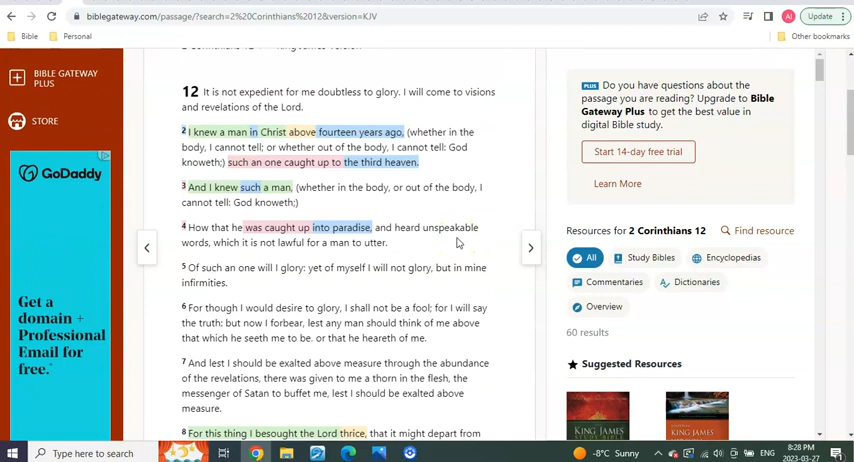 biblegateway.com/passage/?search=2%20Corinthians%2012&version=KJV
AI
Update
Bible
Personal
Other bookmarks
BIBLE GATEWAY
PLUS
STORE
GoDaddy
Get a
domain +
Professional
Email for
free.*
12 It is not expedient for me doubtless to glory. I will come to visions
and revelations of the Lord.
2 I knew a man in Christ above fourteen years ago, (whether in the
body, I cannot tell; or whether out of the body, I cannot tell: God
knoweth;) such an one caught up to the third heaven.
3 And I knew such a man, (whether in the body, or out of the body, I
cannot tell: God knoweth;)
4 How that he was caught up into paradise, and heard unspeakable
words, which it is not lawful for a man to utter.
5 Of such an one will I glory: yet of myself I will not glory, but in mine
infirmities.
6 For though I would desire to glory, I shall not be a fool; for I will say
the truth: but now I forbear, lest any man should think of me above
that which he seeth me to be, or that he heareth of me.
7 And lest I should be exalted above measure through the abundance
of the revelations, there was given to me a thorn in the flesh, the
messenger of Satan to buffet me, lest I should be exalted above
measure.
8 For this thing I besought the Lord thrice, that it might depart from
PLUS Do you have questions about the
passage you are reading? Upgrade to Bible
Gateway Plus to get the best value in
digital Bible study.
Start 14-day free trial
Learn More
Resources for 2 Corinthians 12
Find resource
All
Study Bibles
Encyclopedias
Commentaries
Dictionaries
Overview
60 results
Suggested Resources
KING JAMES
STUDY BIBLE
KING JAMES
Type here to search
-8°C Sunny
ENG
8:28 PM
2023-03-27